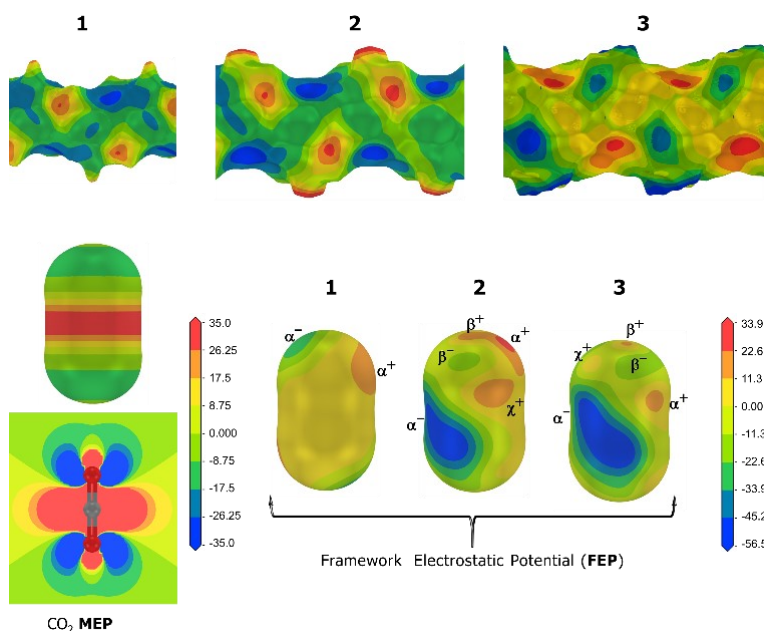 1 2 3
1 2 3
β⁺
α⁻ α⁺ β⁺
β⁻ χ⁺ β⁻
α⁺
α⁻ χ⁺ α⁻ α⁺
35.0 33.9
26.25 22.6
17.5 11.3
8.75 0.00
0.000 -11.3
-8.75 -22.6
-17.5 -33.9
-26.25 -45.2
-35.0 -56.5
Framework Electrostatic Potential (FEP)
CO₂ MEP